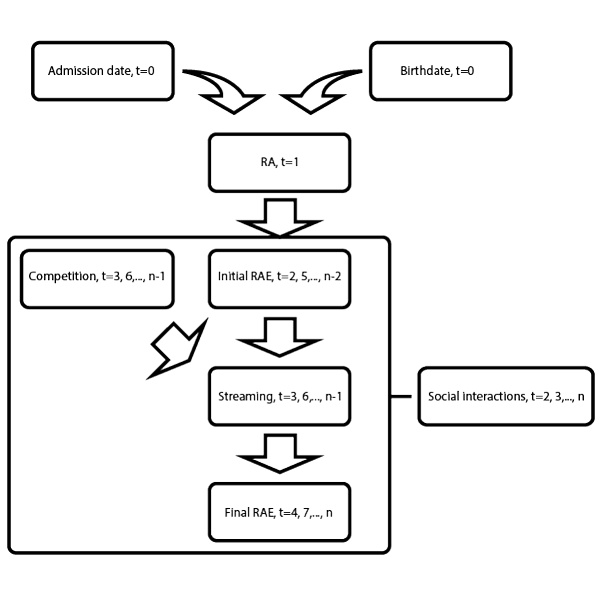 Admission date, t=0
Birthdate, t=0
RA, t=1
Competition, t=3, 6,..., n-1
Initial RAE, t=2, 5,..., n-2
Streaming, t=3, 6,..., n-1
Social interactions, t=2, 3,..., n
Final RAE, t=4, 7,..., n